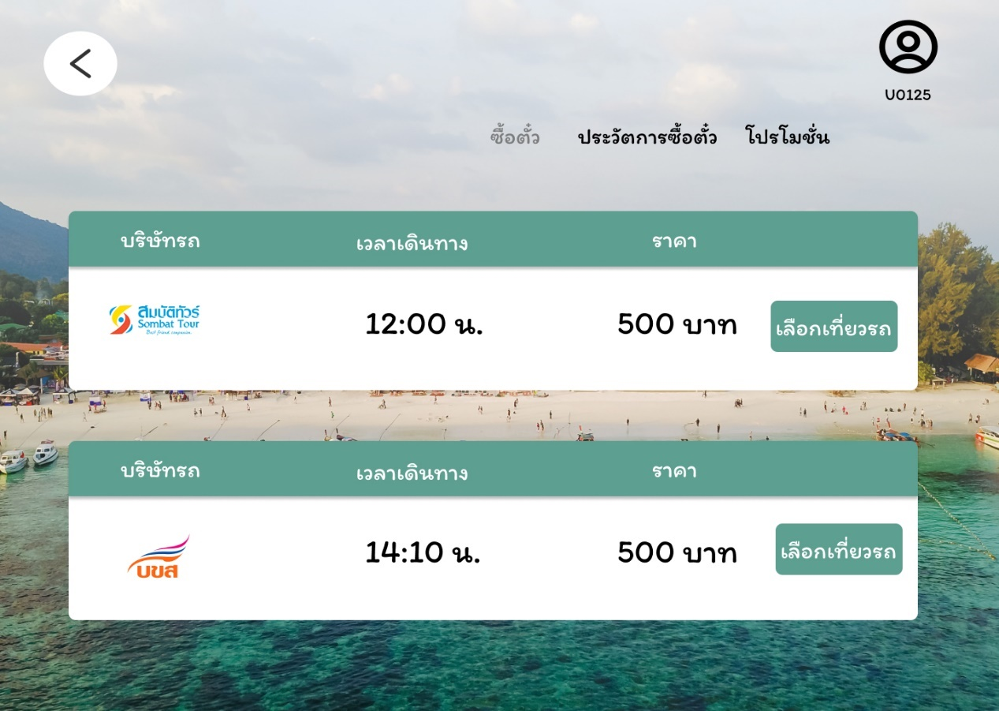 U0125
ซื้อตั๋ว ประวัตการซื้อตั๋ว โปรโมชั่น
บริษัทรถ เวลาเดินทาง ราคา
สมบัติทัวร์
Sombat Tour
Best friend companion.
12:00 น. 500 บาท เลือกเที่ยวรถ
บริษัทรถ เวลาเดินทาง ราคา
บขส 14:10 น. 500 บาท เลือกเที่ยวรถ